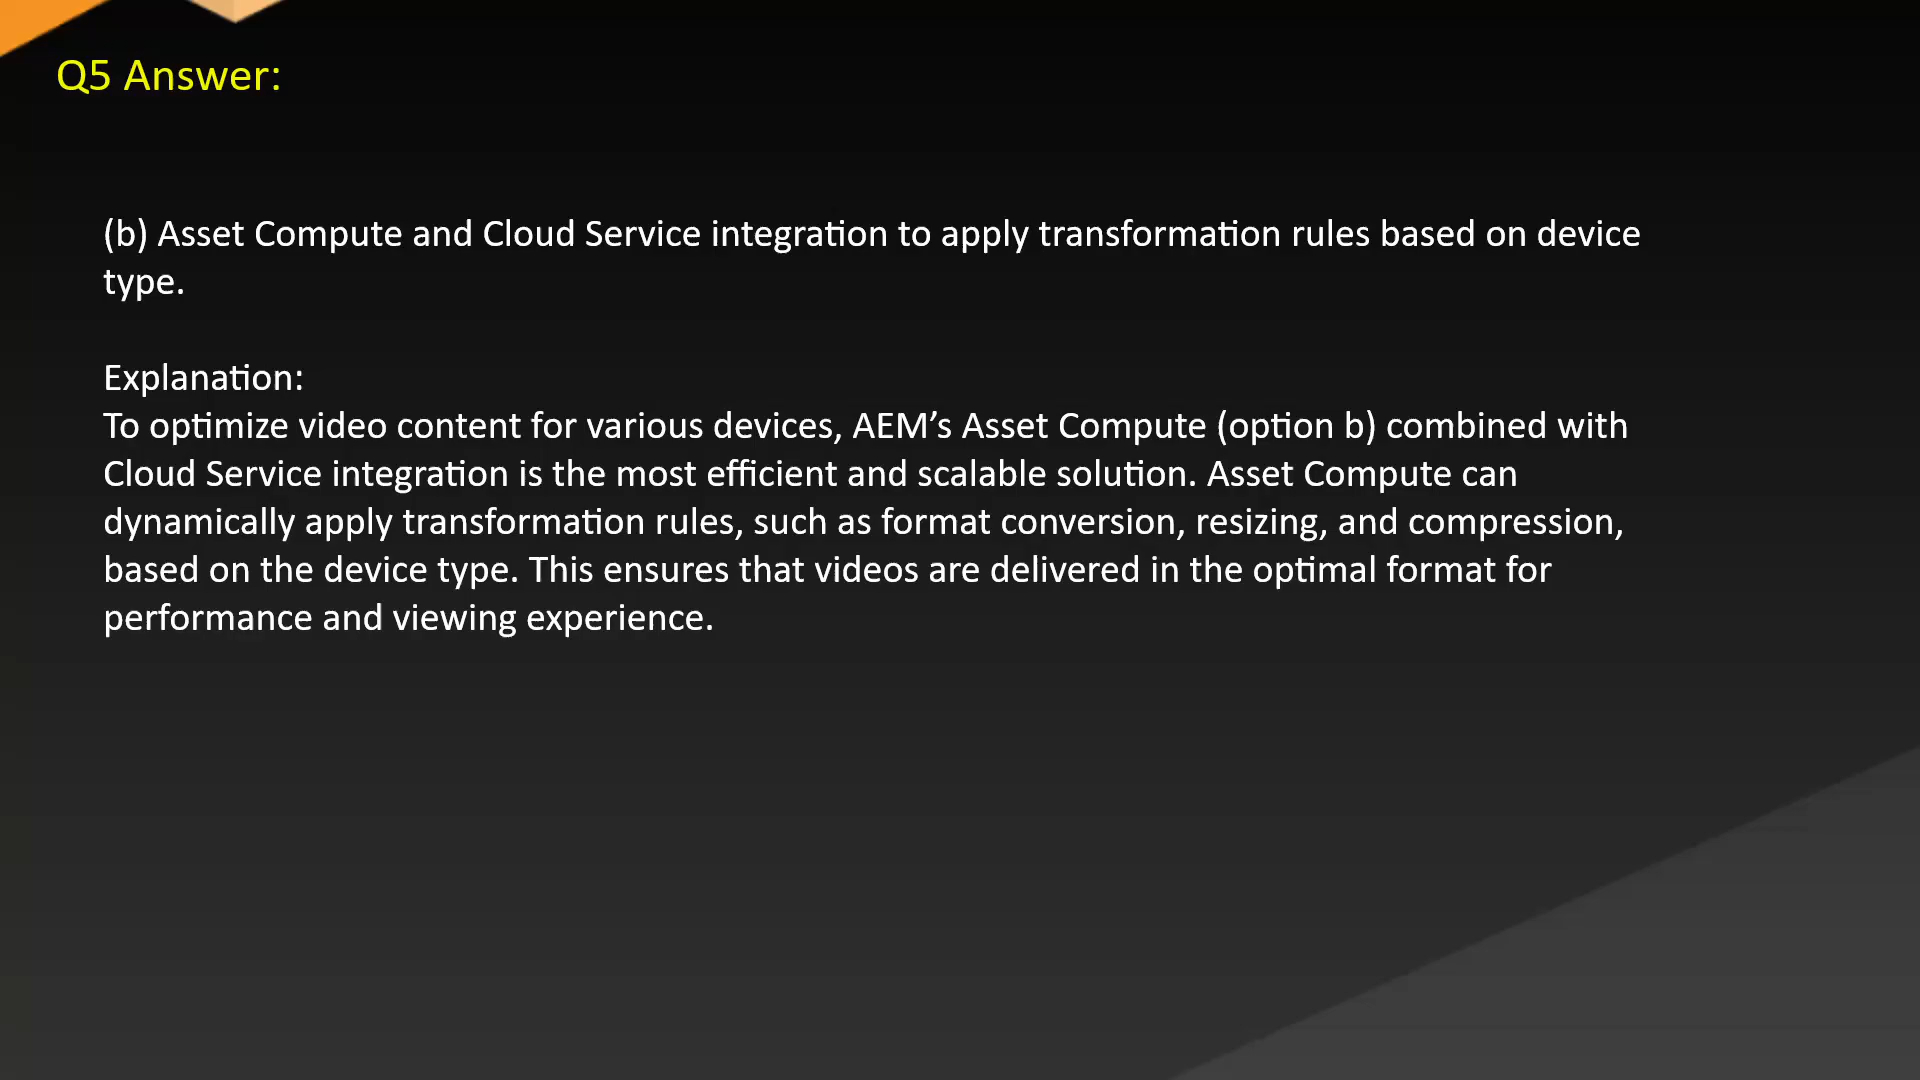 Q5 Answer:
(b) Asset Compute and Cloud Service integration to apply transformation rules based on device
type.
Explanation:
To optimize video content for various devices, AEM’s Asset Compute (option b) combined with
Cloud Service integration is the most efficient and scalable solution. Asset Compute can
dynamically apply transformation rules, such as format conversion, resizing, and compression,
based on the device type. This ensures that videos are delivered in the optimal format for
performance and viewing experience.